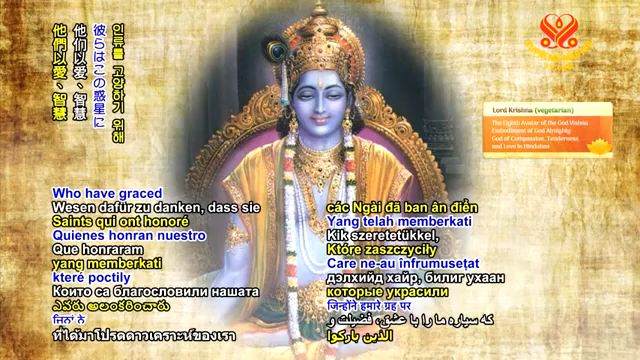 인류를 고양하기 위해
彼らはこの惑星に
他们以爱、智慧
他們以愛、智慧
Lord Krishna (vegetarian)
The Eighth Avatar of the God Vishnu
Embodiment of God Almighty
God of Compassion, Tenderness
and Love in Hinduism
Who have graced
Wesen dafür zu danken, dass sie
Saints qui ont honoré
Quienes honran nuestro
Que honraram
yang memberkati
které poctily
Които са благословили нашата
ఎవరు అలంకరించారు
ਜਿਨਾਂ ਨੇ
ที่ได้มาโปรดดาวเคราะห์ของเรา
các Ngài đã ban ân điển
Yang telah memberkati
Kik szeretetükkel,
Które zaszczyciły
Care ne-au înfrumusețat
дэлхийд хайр, билиг ухаан
которые украсили
जिन्होंने हमारे ग्रह पर
که سیاره ما را با عشق، فضیلت و
الذين باركوا